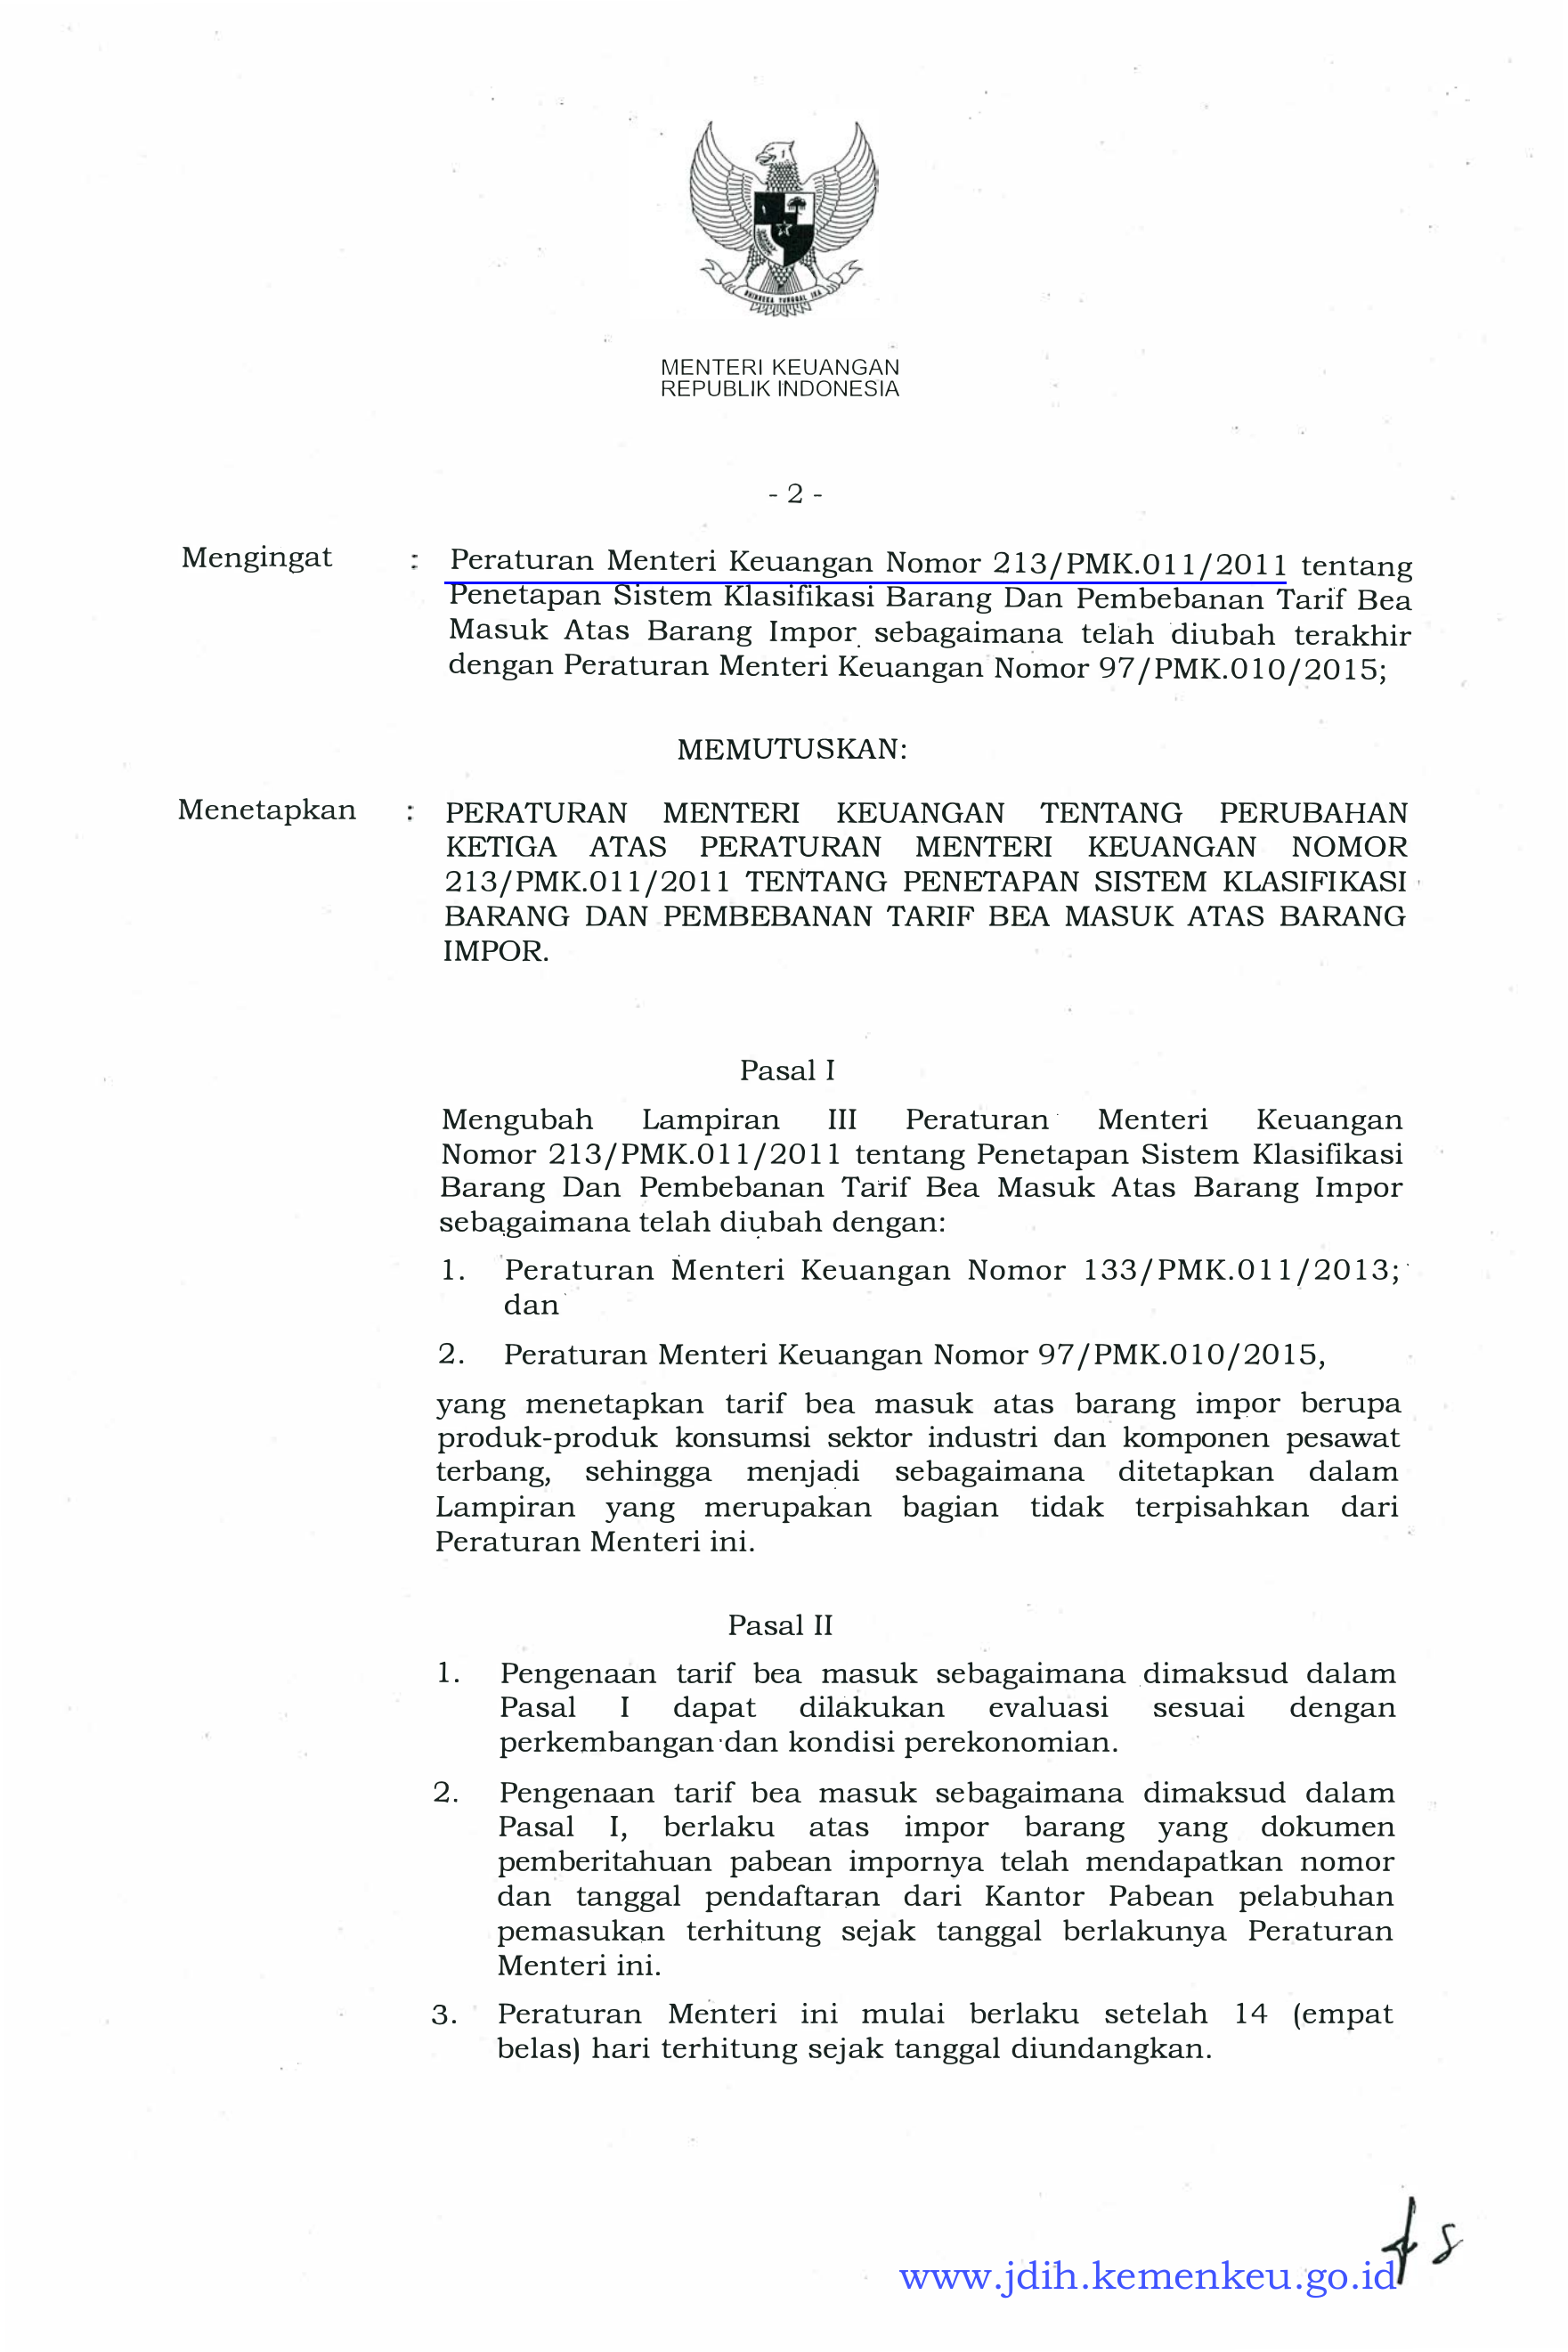 BHINNEKA TUNGGAL IKA
MENTERI KEUANGAN
REPUBLIK INDONESIA
- 2 -
Mengingat : Peraturan Menteri Keuangan Nomor 213/PMK.011/2011 tentang
Penetapan Sistem Klasifikasi Barang Dan Pembebanan Tarif Bea
Masuk Atas Barang Impor sebagaimana telah diubah terakhir
dengan Peraturan Menteri Keuangan Nomor 97/PMK.010/2015;
MEMUTUSKAN:
Menetapkan : PERATURAN MENTERI KEUANGAN TENTANG PERUBAHAN
KETIGA ATAS PERATURAN MENTERI KEUANGAN NOMOR
213/PMK.011/2011 TENTANG PENETAPAN SISTEM KLASIFIKASI
BARANG DAN PEMBEBANAN TARIF BEA MASUK ATAS BARANG
IMPOR.
Pasal I
Mengubah Lampiran III Peraturan Menteri Keuangan
Nomor 213/PMK.011/2011 tentang Penetapan Sistem Klasifikasi
Barang Dan Pembebanan Tarif Bea Masuk Atas Barang Impor
sebagaimana telah diubah dengan:
1. Peraturan Menteri Keuangan Nomor 133/PMK.011/2013;
dan
2. Peraturan Menteri Keuangan Nomor 97/PMK.010/2015,
yang menetapkan tarif bea masuk atas barang impor berupa
produk-produk konsumsi sektor industri dan komponen pesawat
terbang, sehingga menjadi sebagaimana ditetapkan dalam
Lampiran yang merupakan bagian tidak terpisahkan dari
Peraturan Menteri ini.
Pasal II
1. Pengenaan tarif bea masuk sebagaimana dimaksud dalam
Pasal I dapat dilakukan evaluasi sesuai dengan
perkembangan dan kondisi perekonomian.
2. Pengenaan tarif bea masuk sebagaimana dimaksud dalam
Pasal I, berlaku atas impor barang yang dokumen
pemberitahuan pabean impornya telah mendapatkan nomor
dan tanggal pendaftaran dari Kantor Pabean pelabuhan
pemasukan terhitung sejak tanggal berlakunya Peraturan
Menteri ini.
3. Peraturan Menteri ini mulai berlaku setelah 14 (empat
belas) hari terhitung sejak tanggal diundangkan.
www.jdih.kemenkeu.go.id